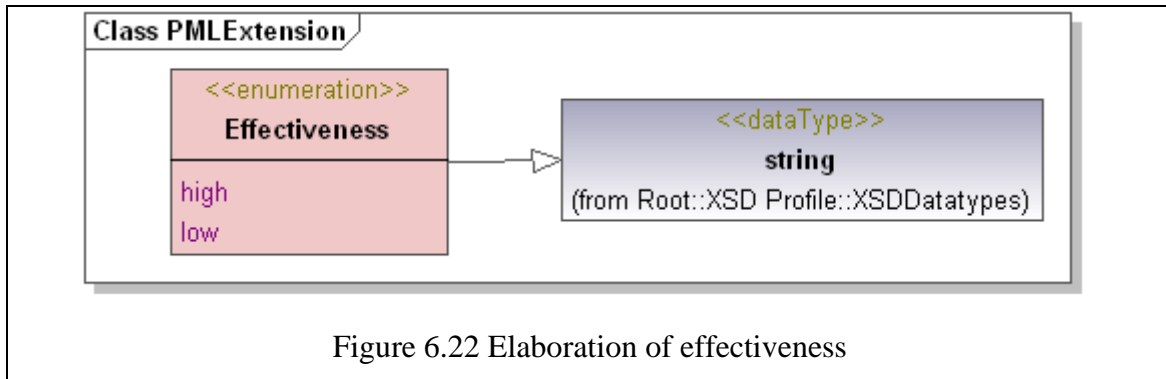 Class PMLExtension
<<enumeration>>
Effectiveness
high
low
<<dataType>>
string
(from Root::XSD Profile::XSDDatatypes)
Figure 6.22 Elaboration of effectiveness